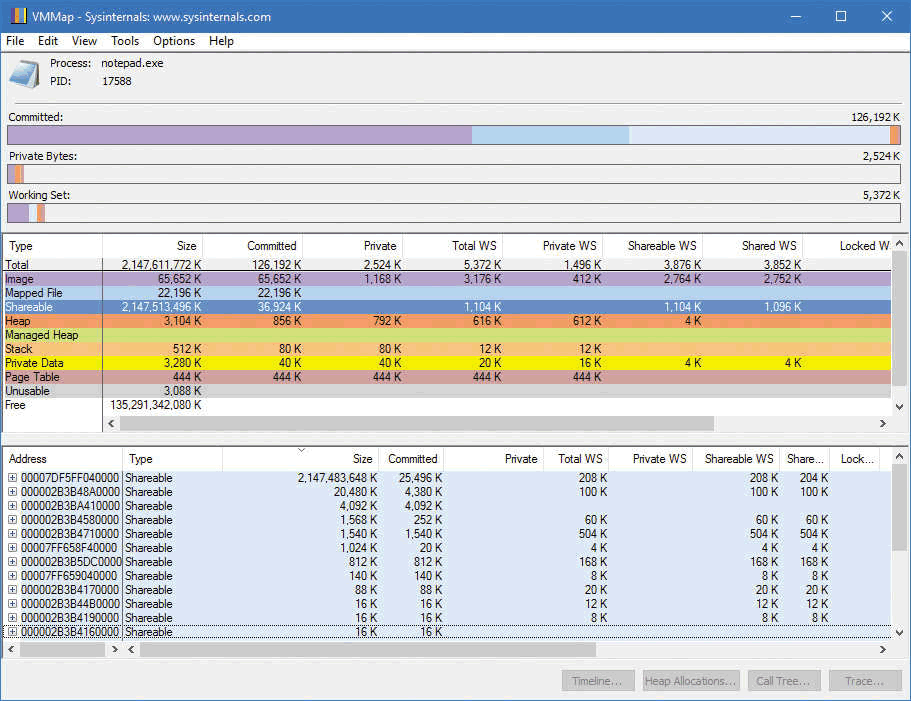 VMMap - Sysinternals: www.sysinternals.com
File Edit View Tools Options Help
Process: notepad.exe
PID: 17588
Committed: 126,192 K
Private Bytes: 2,524 K
Working Set: 5,372 K
Type Size Committed Private Total WS Private WS Shareable WS Shared WS Locked W
Total 2,147,611,772 K 126,192 K 2,524 K 5,372 K 1,496 K 3,876 K 3,852 K
Image 65,652 K 65,652 K 1,168 K 3,176 K 412 K 2,764 K 2,752 K
Mapped File 22,196 K 22,196 K
Shareable 2,147,513,496 K 36,924 K 1,104 K 1,104 K 1,096 K
Heap 3,104 K 856 K 792 K 616 K 612 K 4 K
Managed Heap
Stack 512 K 80 K 80 K 12 K 12 K
Private Data 3,280 K 40 K 40 K 20 K 16 K 4 K 4 K
Page Table 444 K 444 K 444 K 444 K 444 K
Unusable 3,088 K
Free 135,291,342,080 K
Address Type Size Committed Private Total WS Private WS Shareable WS Share... Lock...
00007DF5FF040000 Shareable 2,147,483,648 K 25,496 K 208 K 208 K 204 K
000002B3B48A0000 Shareable 20,480 K 4,380 K 100 K 100 K 100 K
000002B3BA410000 Shareable 4,092 K 4,092 K
000002B3B4580000 Shareable 1,568 K 252 K 60 K 60 K 60 K
000002B3B4710000 Shareable 1,540 K 1,540 K 504 K 504 K 504 K
00007FF658F40000 Shareable 1,024 K 20 K 4 K 4 K 4 K
000002B3B5DC0000 Shareable 812 K 812 K 168 K 168 K 168 K
00007FF659040000 Shareable 140 K 140 K 8 K 8 K 8 K
000002B3B4170000 Shareable 88 K 88 K 20 K 20 K 20 K
000002B3B44B0000 Shareable 16 K 16 K 12 K 12 K 12 K
000002B3B4190000 Shareable 16 K 16 K 8 K 8 K 8 K
000002B3B4160000 Shareable 16 K 16 K
Timeline... Heap Allocations... Call Tree... Trace...